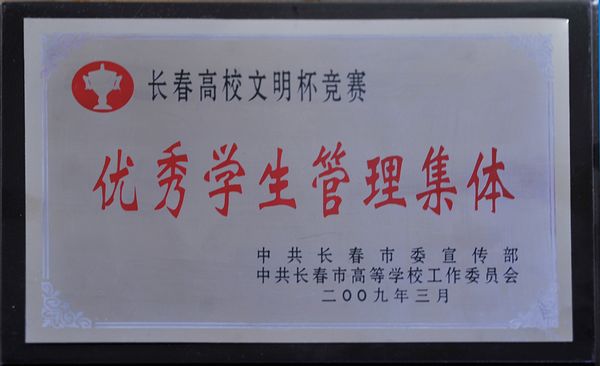 长春高校文明杯竞赛
优秀学生管理集体
中共长春市委宣传部
中共长春市高等学校工作委员会
二〇〇九年三月